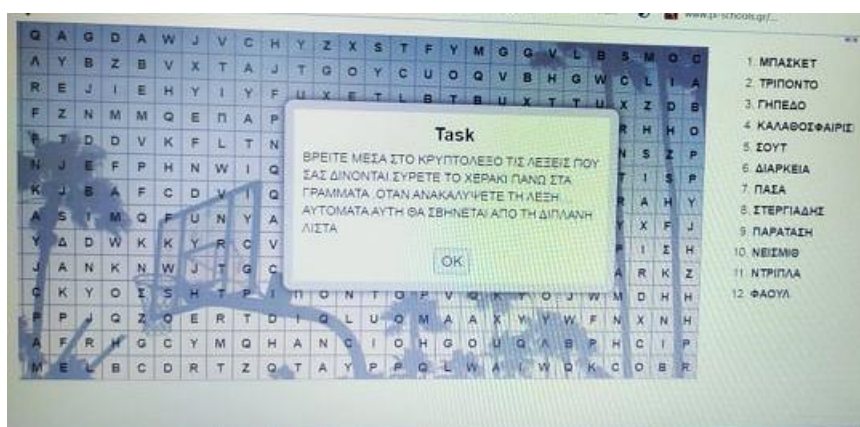 www.jx-schools.gr/...
Q A G D A W J V C H Y Z X S T F Y M G G V L B S M O C
Λ Y B Z B V X T A J T G O Y C U O Q V B H G W C L I A
R E J I E H Y I Y F U X E T L B T B U X T T U X Z D B
F Z N M M Q E Π A P R H H O
T D D V K F L T N N S Z P
N J E F P H N W I Q T I S P
K J B A F C D V I Q R A H Y
A S I M Q F U N Y A Y X F J
Y Δ D W K K Y R C V P I Σ H
J A N K N W J T G C A R K Z
C K Y O Σ S H T P I Π O N T O P V Q K Y O J W M D H H
P P J Q Z O E R T D I Q L U O M A A X Y Y W F N X N H
A F R H G C Y M Q H A N C I O H G O U Q Λ B P H C I P
M E L B C D R T Z Q T A Y P P Q L W A I W Q K C O B R
Task
ΒΡΕΙΤΕ ΜΕΣΑ ΣΤΟ ΚΡΥΠΤΟΛΕΞΟ ΤΙΣ ΛΕΞΕΙΣ ΠΟΥ
ΣΑΣ ΔΙΝΟΝΤΑΙ ΣΥΡΕΤΕ ΤΟ ΧΕΡΑΚΙ ΠΑΝΩ ΣΤΑ
ΓΡΑΜΜΑΤΑ .ΟΤΑΝ ΑΝΑΚΑΛΥΨΕΤΕ ΤΗ ΛΕΞΗ
ΑΥΤΟΜΑΤΑ ΑΥΤΗ ΘΑ ΣΒΗΝΕΤΑΙ ΑΠΟ ΤΗ ΔΙΠΛΑΝΗ
ΛΙΣΤΑ
OK
1. ΜΠΑΣΚΕΤ
2. ΤΡΙΠΟΝΤΟ
3. ΓΗΠΕΔΟ
4. ΚΑΛΑΘΟΣΦΑΙΡΙΣ
5. ΣΟΥΤ
6. ΔΙΑΡΚΕΙΑ
7. ΠΑΣΑ
8. ΣΤΕΡΓΙΑΔΗΣ
9. ΠΑΡΑΤΑΣΗ
10. ΝΕΙΣΜΙΘ
11. ΝΤΡΙΠΛΑ
12. ΦΑΟΥΛ